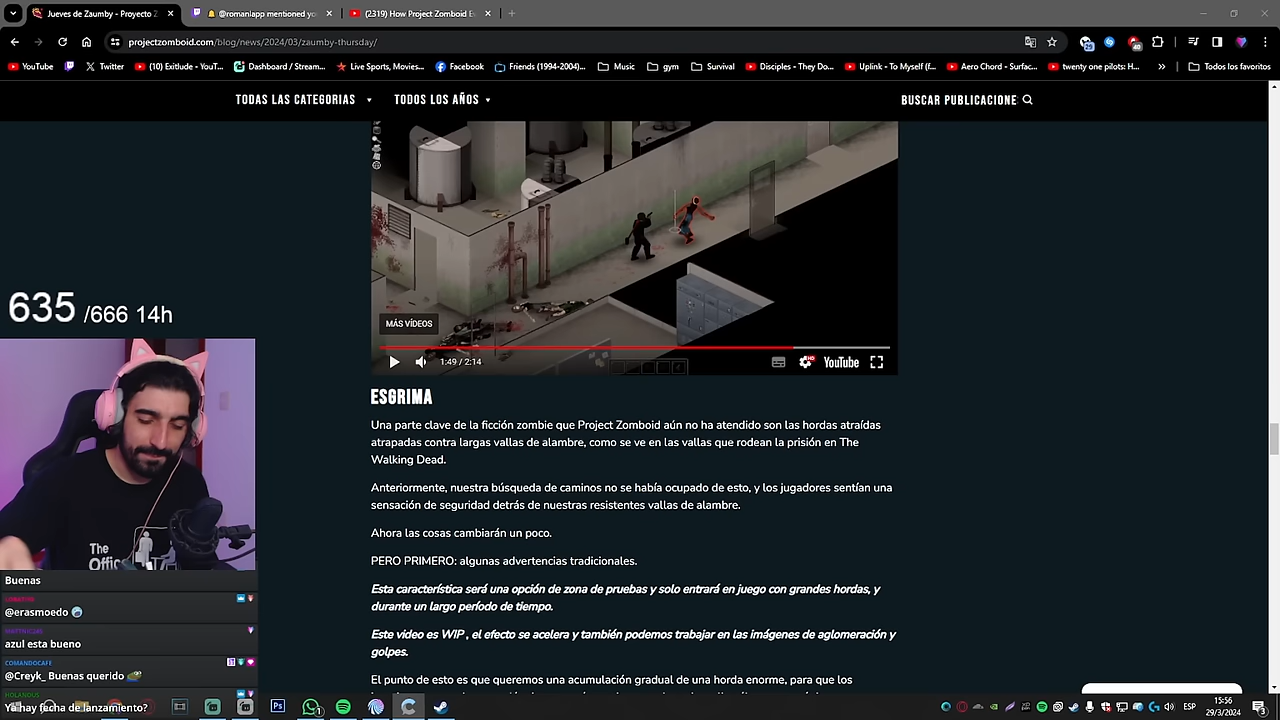 Jueves de Zaumby - Proyecto Z
@romanlapp mentioned yo
(2319) How Project Zomboid E
projectzomboid.com/blog/news/2024/03/zaumby-thursday/
YouTube
Twitter
(10) Exitude - YouT...
Dashboard / Stream...
Live Sports, Movies...
Facebook
Friends (1994-2004)...
Music
gym
Survival
Disciples - They Do...
Uplink - To Myself (f...
Aero Chord - Surfac...
twenty one pilots: H...
Todos los favoritos
TODAS LAS CATEGORIAS
TODOS LOS AÑOS
BUSCAR PUBLICACIONE
MÁS VÍDEOS
1:49 / 2:14
YouTube
635 /666 14h
ESGRIMA
Una parte clave de la ficción zombie que Project Zomboid aún no ha atendido son las hordas atraídas
atrapadas contra largas vallas de alambre, como se ve en las vallas que rodean la prisión en The
Walking Dead.
Anteriormente, nuestra búsqueda de caminos no se había ocupado de esto, y los jugadores sentían una
sensación de seguridad detrás de nuestras resistentes vallas de alambre.
Ahora las cosas cambiarán un poco.
PERO PRIMERO: algunas advertencias tradicionales.
Esta característica será una opción de zona de pruebas y solo entrará en juego con grandes hordas, y
durante un largo período de tiempo.
Este video es WIP , el efecto se acelera y también podemos trabajar en las imágenes de aglomeración y
golpes.
El punto de esto es que queremos una acumulación gradual de una horda enorme, para que los
The
Offic
Buenas
@erasmoedo
azul esta bueno
COMANDOCAFE
@Creyk_ Buenas querido
HOLANOUS
Ya hay fecha de lanzamiento?
ESP
15:56
29/3/2024